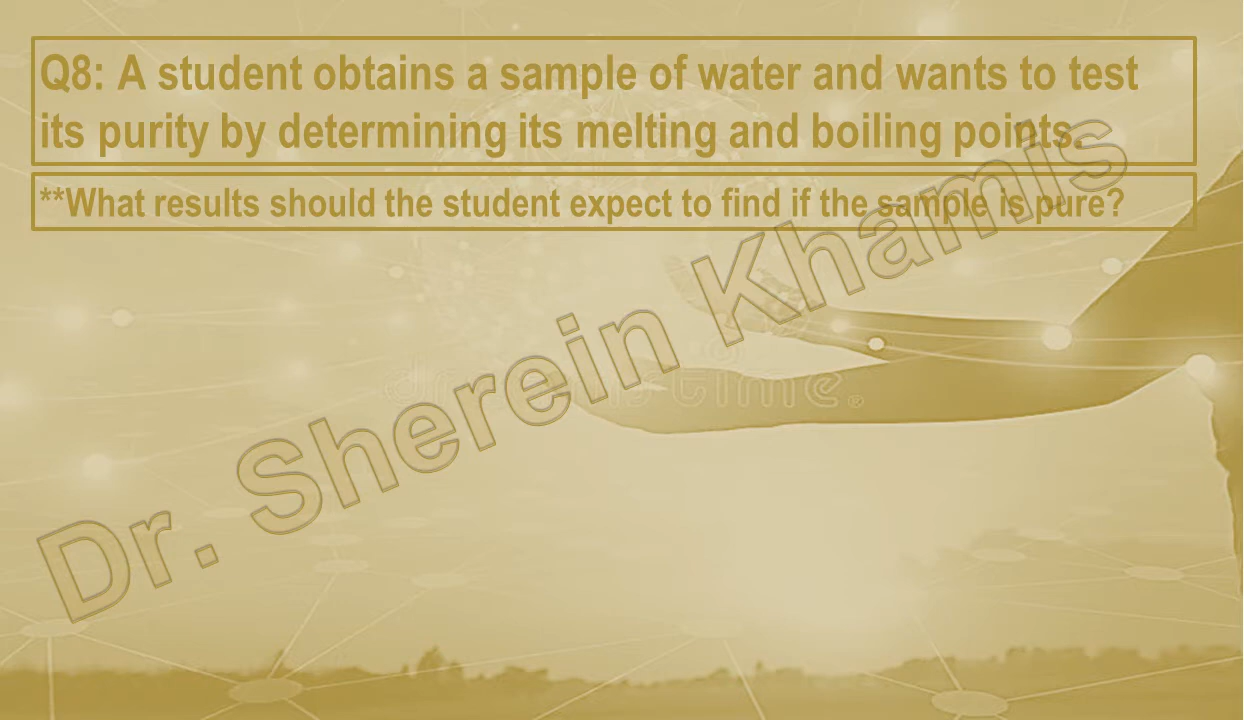 Q8: A student obtains a sample of water and wants to test
its purity by determining its melting and boiling points.
**What results should the student expect to find if the sample is pure?
Dr. Sherein Khamis
dreamstime.